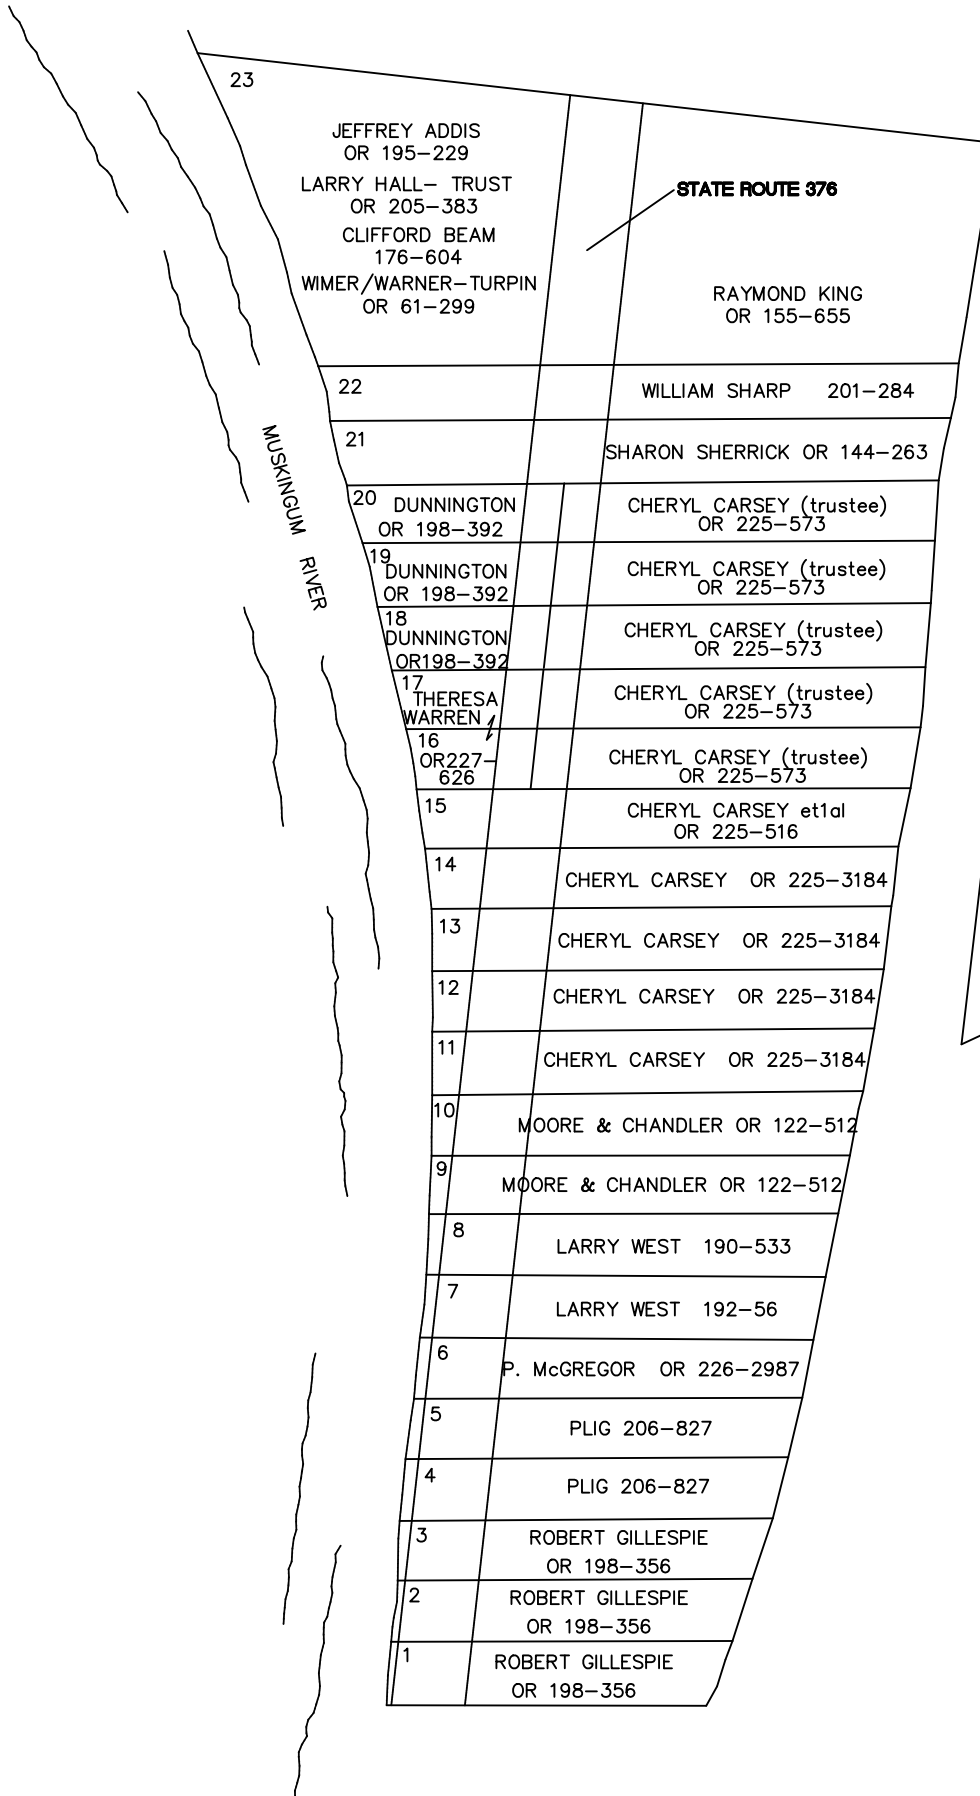 23
JEFFREY ADDIS
OR 195-229
LARRY HALL- TRUST
OR 205-383
CLIFFORD BEAM
176-604
WIMER/WARNER-TURPIN
OR 61-299
STATE ROUTE 376
RAYMOND KING
OR 155-655
22
WILLIAM SHARP 201-284
21
SHARON SHERRICK OR 144-263
MUSKINGUM RIVER
20
DUNNINGTON
OR 198-392
CHERYL CARSEY (trustee)
OR 225-573
19
DUNNINGTON
OR 198-392
CHERYL CARSEY (trustee)
OR 225-573
18
DUNNINGTON
OR198-392
CHERYL CARSEY (trustee)
OR 225-573
17
THERESA
WARREN
CHERYL CARSEY (trustee)
OR 225-573
16
OR227-
626
CHERYL CARSEY (trustee)
OR 225-573
15
CHERYL CARSEY et1al
OR 225-516
14
CHERYL CARSEY OR 225-3184
13
CHERYL CARSEY OR 225-3184
12
CHERYL CARSEY OR 225-3184
11
CHERYL CARSEY OR 225-3184
10
MOORE & CHANDLER OR 122-512
9
MOORE & CHANDLER OR 122-512
8
LARRY WEST 190-533
7
LARRY WEST 192-56
6
P. McGREGOR OR 226-2987
5
PLIG 206-827
4
PLIG 206-827
3
ROBERT GILLESPIE
OR 198-356
2
ROBERT GILLESPIE
OR 198-356
1
ROBERT GILLESPIE
OR 198-356